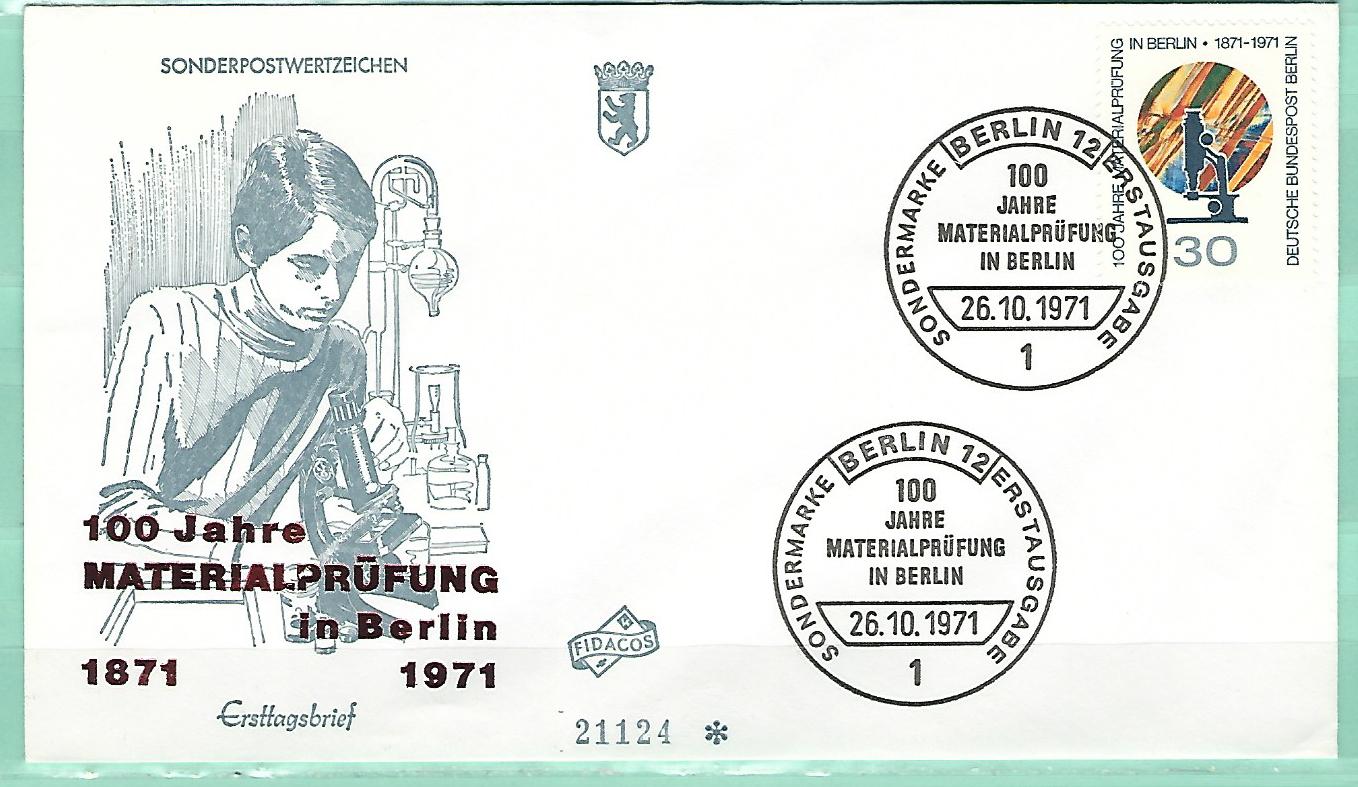 SONDERPOSTWERTZEICHEN
100 Jahre
MATERIALPRÜFUNG
in Berlin
1871 1971
Ersttagsbrief
FIDACOS
21124 *
100 JAHRE MATERIALPRÜFUNG IN BERLIN • 1871-1971
DEUTSCHE BUNDESPOST BERLIN
30
SONDERMARKE BERLIN 12 ERSTAUSGABE
100
JAHRE
MATERIALPRÜFUNG
IN BERLIN
26.10.1971
1
SONDERMARKE BERLIN 12 ERSTAUSGABE
100
JAHRE
MATERIALPRÜFUNG
IN BERLIN
26.10.1971
1